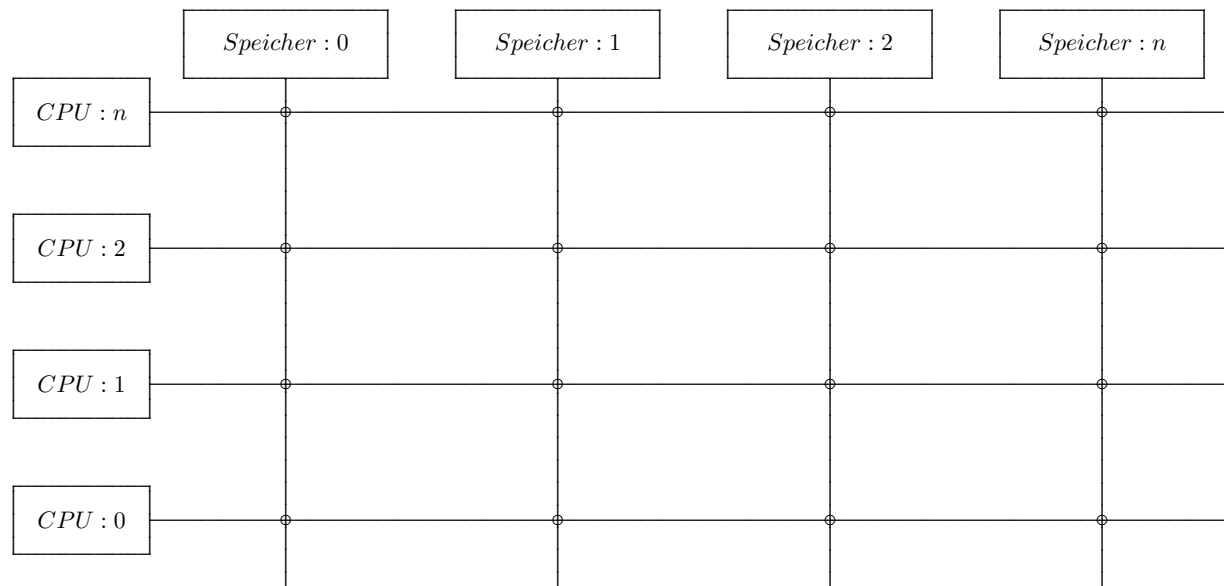 Speicher : 0
Speicher : 1
Speicher : 2
Speicher : n
CPU : n
CPU : 2
CPU : 1
CPU : 0